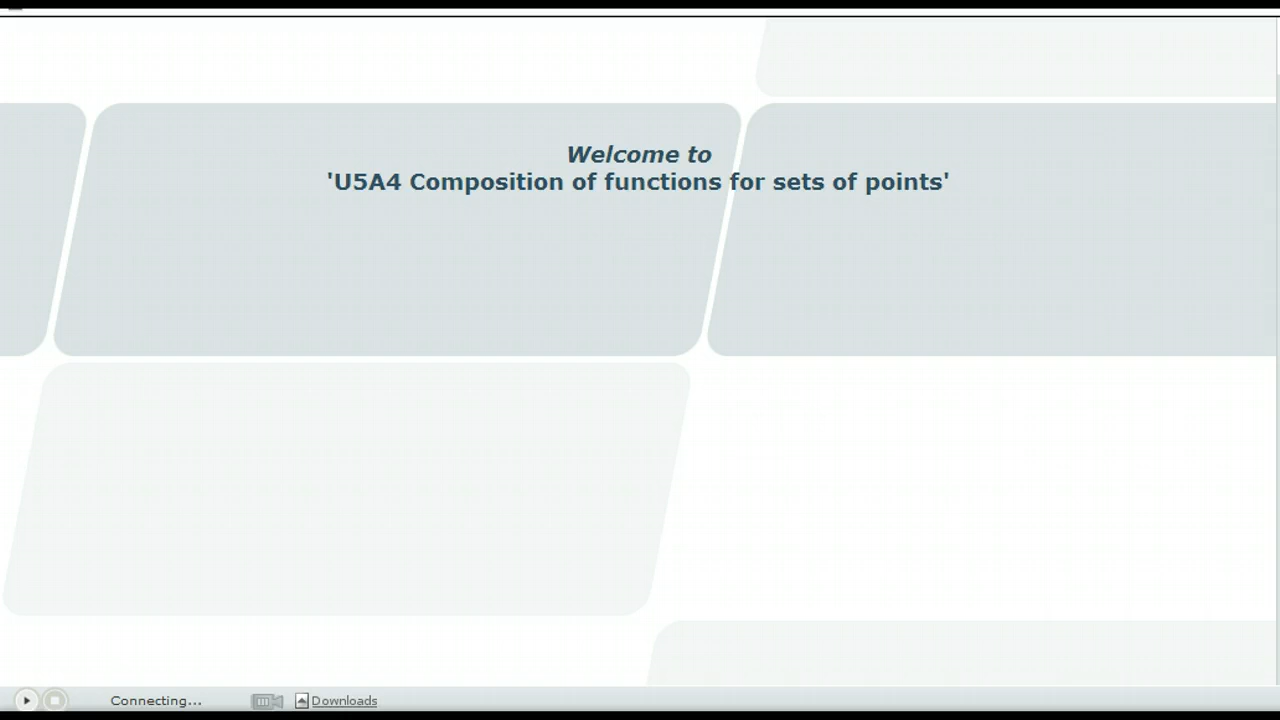 Welcome to
'U5A4 Composition of functions for sets of points'
Connecting...
Downloads